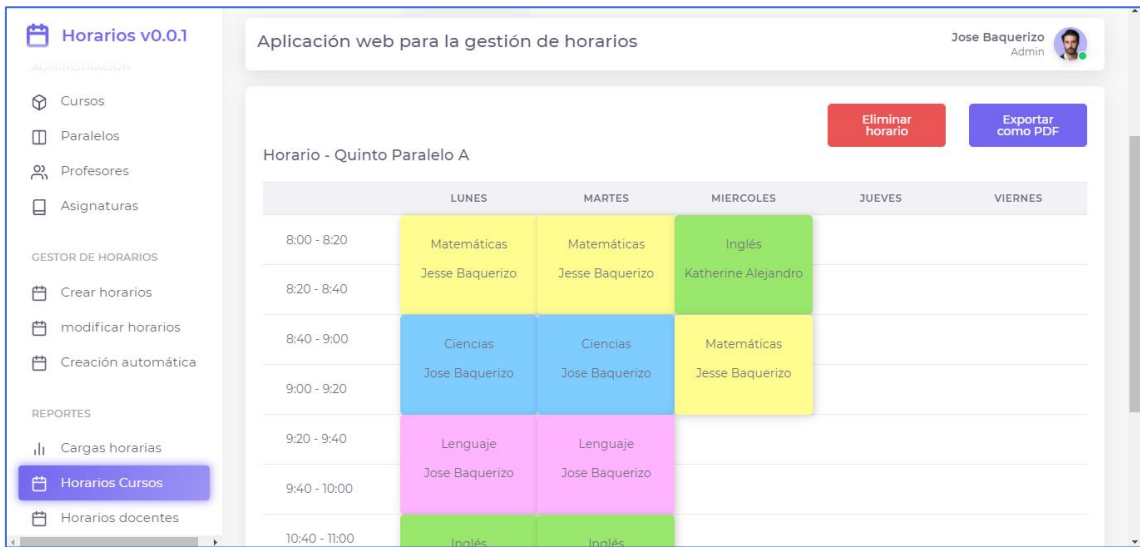 Horarios v0.0.1
ADMINISTRACIÓN
Cursos
Paralelos
Profesores
Asignaturas
GESTOR DE HORARIOS
Crear horarios
modificar horarios
Creación automática
REPORTES
Cargas horarias
Horarios Cursos
Horarios docentes
Aplicación web para la gestión de horarios
Jose Baquerizo
Admin
Eliminar
horario
Exportar
como PDF
Horario - Quinto Paralelo A
LUNES MARTES MIERCOLES JUEVES VIERNES
8:00 - 8:20
Matemáticas Matemáticas Inglés
Jesse Baquerizo Jesse Baquerizo Katherine Alejandro
8:20 - 8:40
8:40 - 9:00
Ciencias Ciencias Matemáticas
Jose Baquerizo Jose Baquerizo Jesse Baquerizo
9:00 - 9:20
9:20 - 9:40
Lenguaje Lenguaje
Jose Baquerizo Jose Baquerizo
9:40 - 10:00
10:40 - 11:00
Inglés Inglés